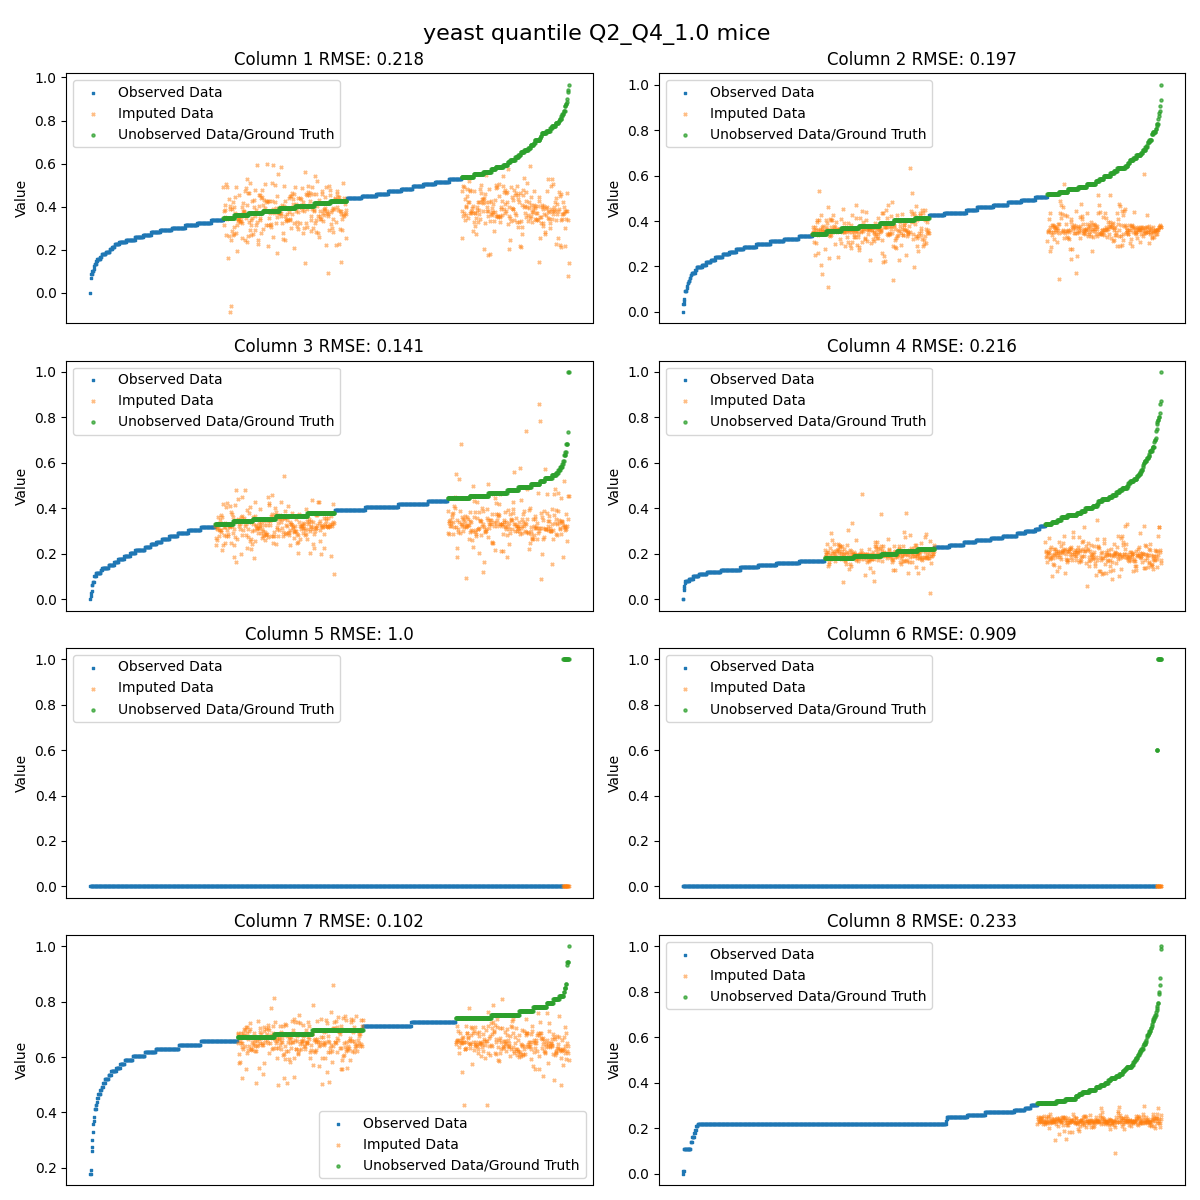 yeast quantile Q2_Q4_1.0 mice
Column 1 RMSE: 0.218
Value
1.0
0.8
0.6
0.4
0.2
0.0
Observed Data
Imputed Data
Unobserved Data/Ground Truth
Column 2 RMSE: 0.197
Value
1.0
0.8
0.6
0.4
0.2
0.0
Observed Data
Imputed Data
Unobserved Data/Ground Truth
Column 3 RMSE: 0.141
Value
1.0
0.8
0.6
0.4
0.2
0.0
Observed Data
Imputed Data
Unobserved Data/Ground Truth
Column 4 RMSE: 0.216
Value
1.0
0.8
0.6
0.4
0.2
0.0
Observed Data
Imputed Data
Unobserved Data/Ground Truth
Column 5 RMSE: 1.0
Value
1.0
0.8
0.6
0.4
0.2
0.0
Observed Data
Imputed Data
Unobserved Data/Ground Truth
Column 6 RMSE: 0.909
Value
1.0
0.8
0.6
0.4
0.2
0.0
Observed Data
Imputed Data
Unobserved Data/Ground Truth
Column 7 RMSE: 0.102
Value
1.0
0.8
0.6
0.4
0.2
Observed Data
Imputed Data
Unobserved Data/Ground Truth
Column 8 RMSE: 0.233
Value
1.0
0.8
0.6
0.4
0.2
0.0
Observed Data
Imputed Data
Unobserved Data/Ground Truth